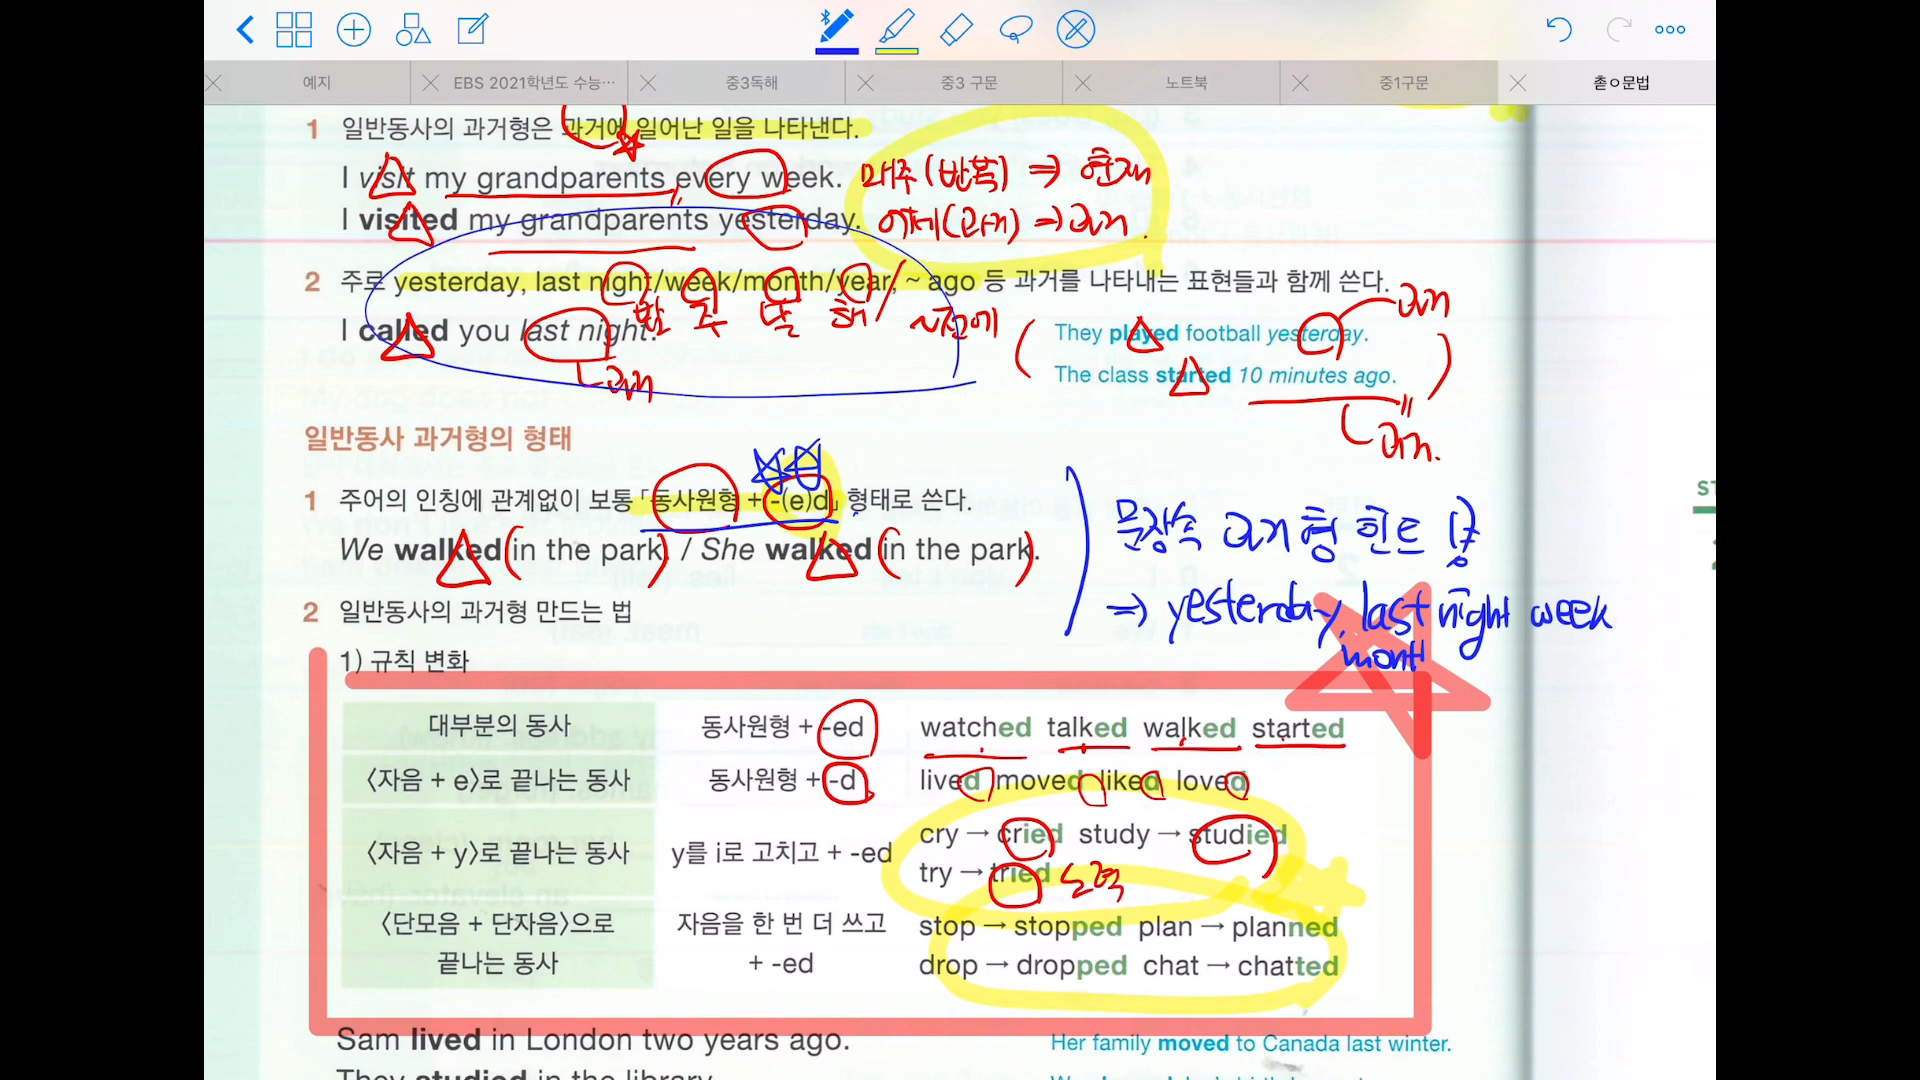 예지 EBS 2021학년도 수능… 중3독해 중3 구문 노트북 중1구문 촏ㅇ문법
1 일반동사의 과거형은 과거에 일어난 일을 나타낸다.
I visit my grandparents every week. 매주(반복) ⇒ 현재
I visited my grandparents yesterday. 어제(과거) ⇒ 과거.
2 주로 yesterday, last night/week/month/year, ~ ago 등 과거를 나타내는 표현들과 함께 쓴다.
밤 주 달 해 / ~전에
과거
I called you last night.
They played football yesterday.
과거
The class started 10 minutes ago.
과거.
일반동사 과거형의 형태
1 주어의 인칭에 관계없이 보통 「동사원형 + -(e)d」 형태로 쓴다.
We walked in the park. / She walked in the park.
문장속 과거형 힌트
⇒ yesterday, last night week
month
2 일반동사의 과거형 만드는 법
1) 규칙 변화
대부분의 동사 동사원형 + -ed watched talked walked started
〈자음 + e〉로 끝나는 동사 동사원형 + -d lived moved liked loved
〈자음 + y〉로 끝나는 동사 y를 i로 고치고 + -ed cry → cried study → studied
try → tried 노력
〈단모음 + 단자음〉으로 끝나는 동사 자음을 한 번 더 쓰고 + -ed stop → stopped plan → planned
drop → dropped chat → chatted
Sam lived in London two years ago.
Her family moved to Canada last winter.
They studied in the library.